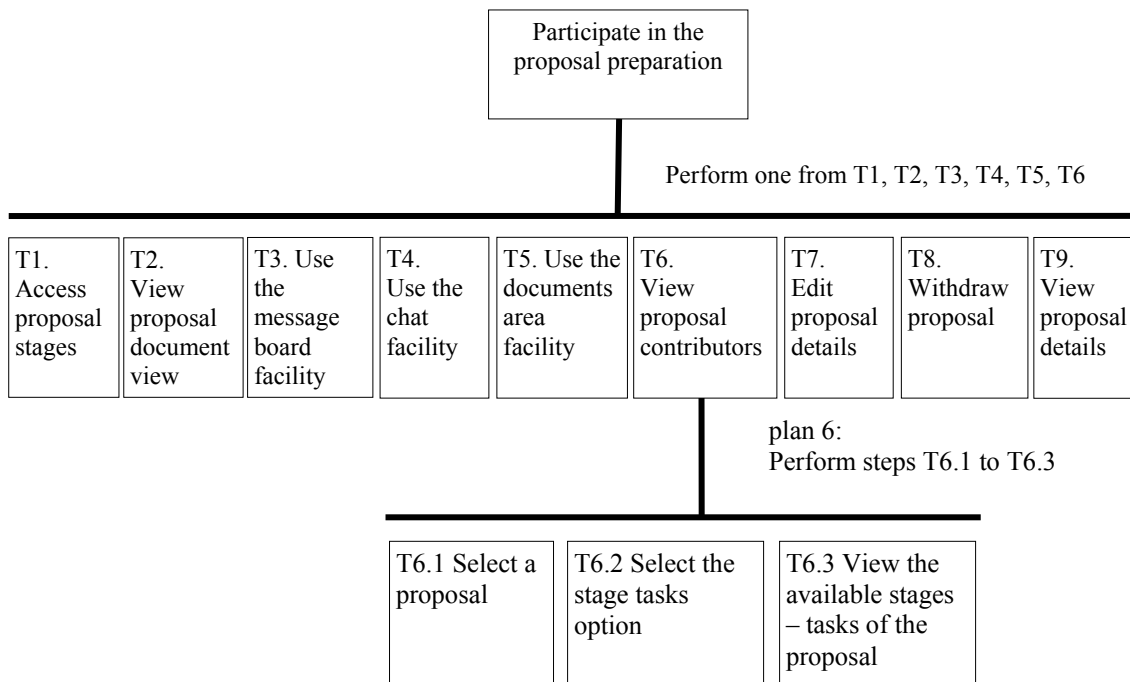 Participate in the
proposal preparation
Perform one from T1, T2, T3, T4, T5, T6
T1.
Access
proposal
stages
T2.
View
proposal
document
view
T3. Use
the
message
board
facility
T4.
Use the
chat
facility
T5. Use the
documents
area
facility
T6.
View
proposal
contributors
T7.
Edit
proposal
details
T8.
Withdraw
proposal
T9.
View
proposal
details
plan 6:
Perform steps T6.1 to T6.3
T6.1 Select a
proposal
T6.2 Select the
stage tasks
option
T6.3 View the
available stages
– tasks of the
proposal